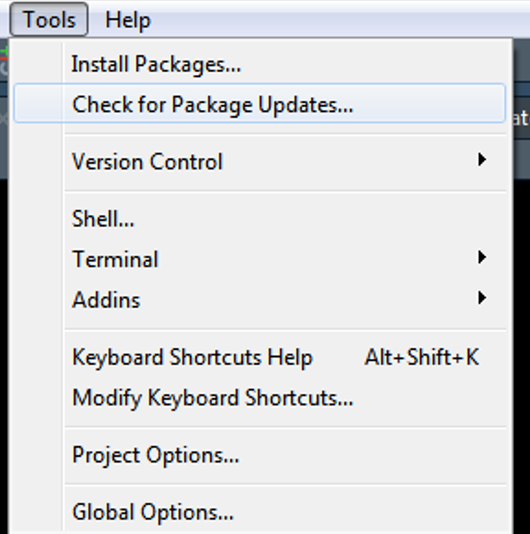 Tools Help
Install Packages...
Check for Package Updates...
at
Version Control
Shell...
Terminal
Addins
Keyboard Shortcuts Help Alt+Shift+K
Modify Keyboard Shortcuts...
Project Options...
Global Options...